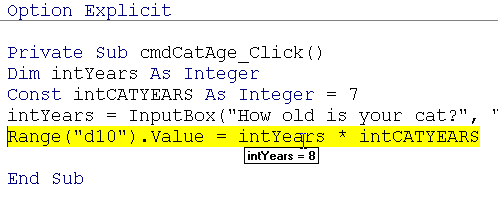 Option Explicit
Private Sub cmdCatAge_Click()
Dim intYears As Integer
Const intCATYEARS As Integer = 7
intYears = InputBox("How old is your cat?", "
Range("d10").Value = intYears * intCATYEARS
intYears = 8
End Sub